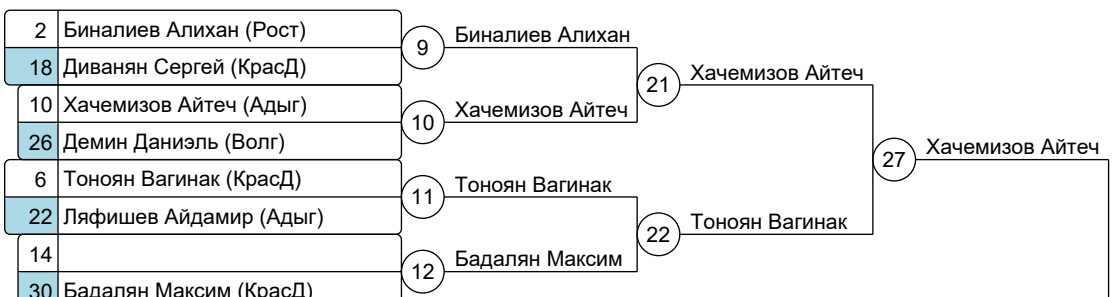 2 Биналиев Алихан (Рост)
18 Диванян Сергей (КрасД)
10 Хачемизов Айтеч (Адыг)
26 Демин Даниэль (Волг)
6 Тоноян Вагинак (КрасД)
22 Ляфишев Айдамир (Адыг)
14
30 Бадалян Максим (КрасД)
9 Биналиев Алихан
10 Хачемизов Айтеч
11 Тоноян Вагинак
12 Бадалян Максим
21 Хачемизов Айтеч
22 Тоноян Вагинак
27 Хачемизов Айтеч